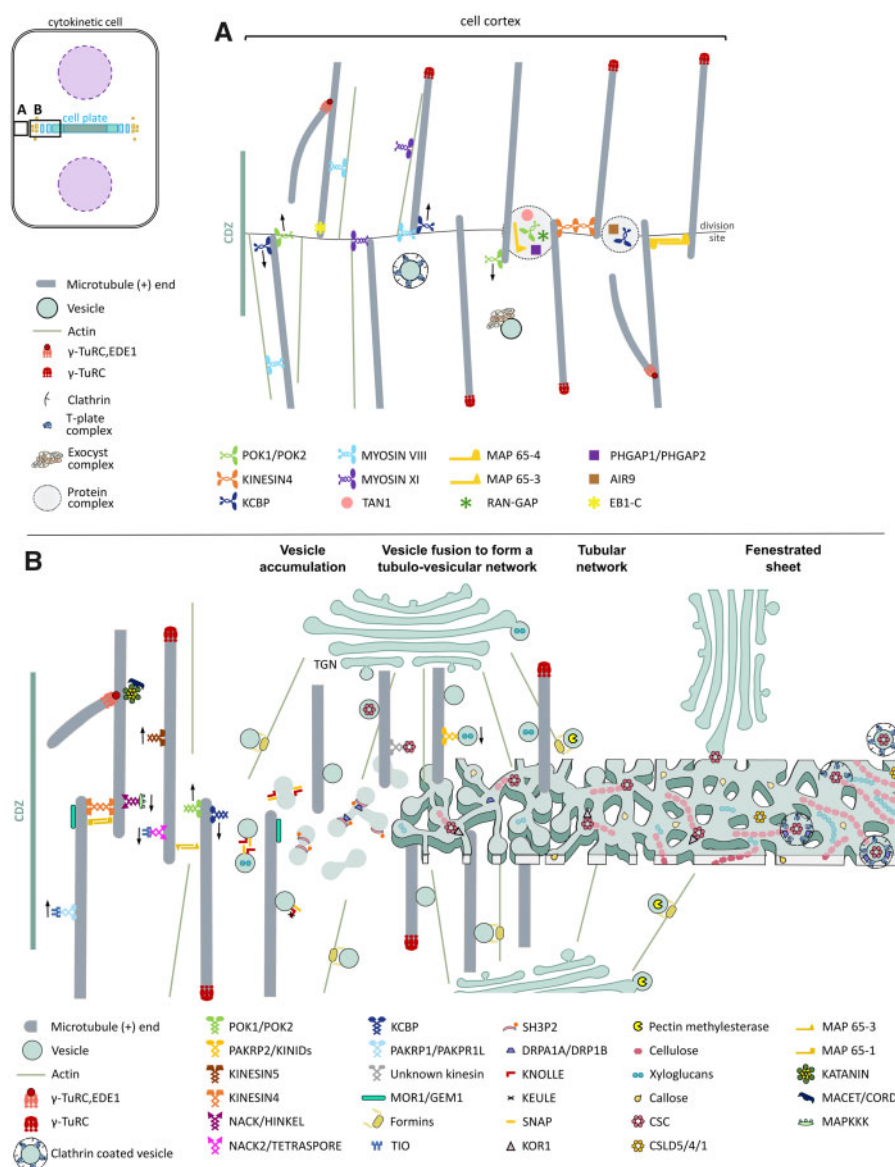 cytokinetic cell
A
B
cell plate
A
cell cortex
CDZ
division
site
Microtubule (+) end
Vesicle
Actin
γ-TuRC,EDE1
γ-TuRC
Clathrin
T-plate
complex
Exocyst
complex
Protein
complex
POK1/POK2
KINESIN4
KCBP
MYOSIN VIII
MYOSIN XI
TAN1
MAP 65-4
MAP 65-3
RAN-GAP
PHGAP1/PHGAP2
AIR9
EB1-C
B
Vesicle
accumulation
Vesicle fusion to form a
tubulo-vesicular network
Tubular
network
Fenestrated
sheet
TGN
CDZ
Microtubule (+) end
Vesicle
Actin
γ-TuRC,EDE1
γ-TuRC
Clathrin coated vesicle
POK1/POK2
PAKRP2/KINIDs
KINESIN5
KINESIN4
NACK/HINKEL
NACK2/TETRASPORE
KCBP
PAKRP1/PAKPR1L
Unknown kinesin
MOR1/GEM1
Formins
TIO
SH3P2
DRPA1A/DRP1B
KNOLLE
KEULE
SNAP
KOR1
Pectin methylesterase
Cellulose
Xyloglucans
Callose
CSC
CSLD5/4/1
MAP 65-3
MAP 65-1
KATANIN
MACET/CORD
MAPKKK